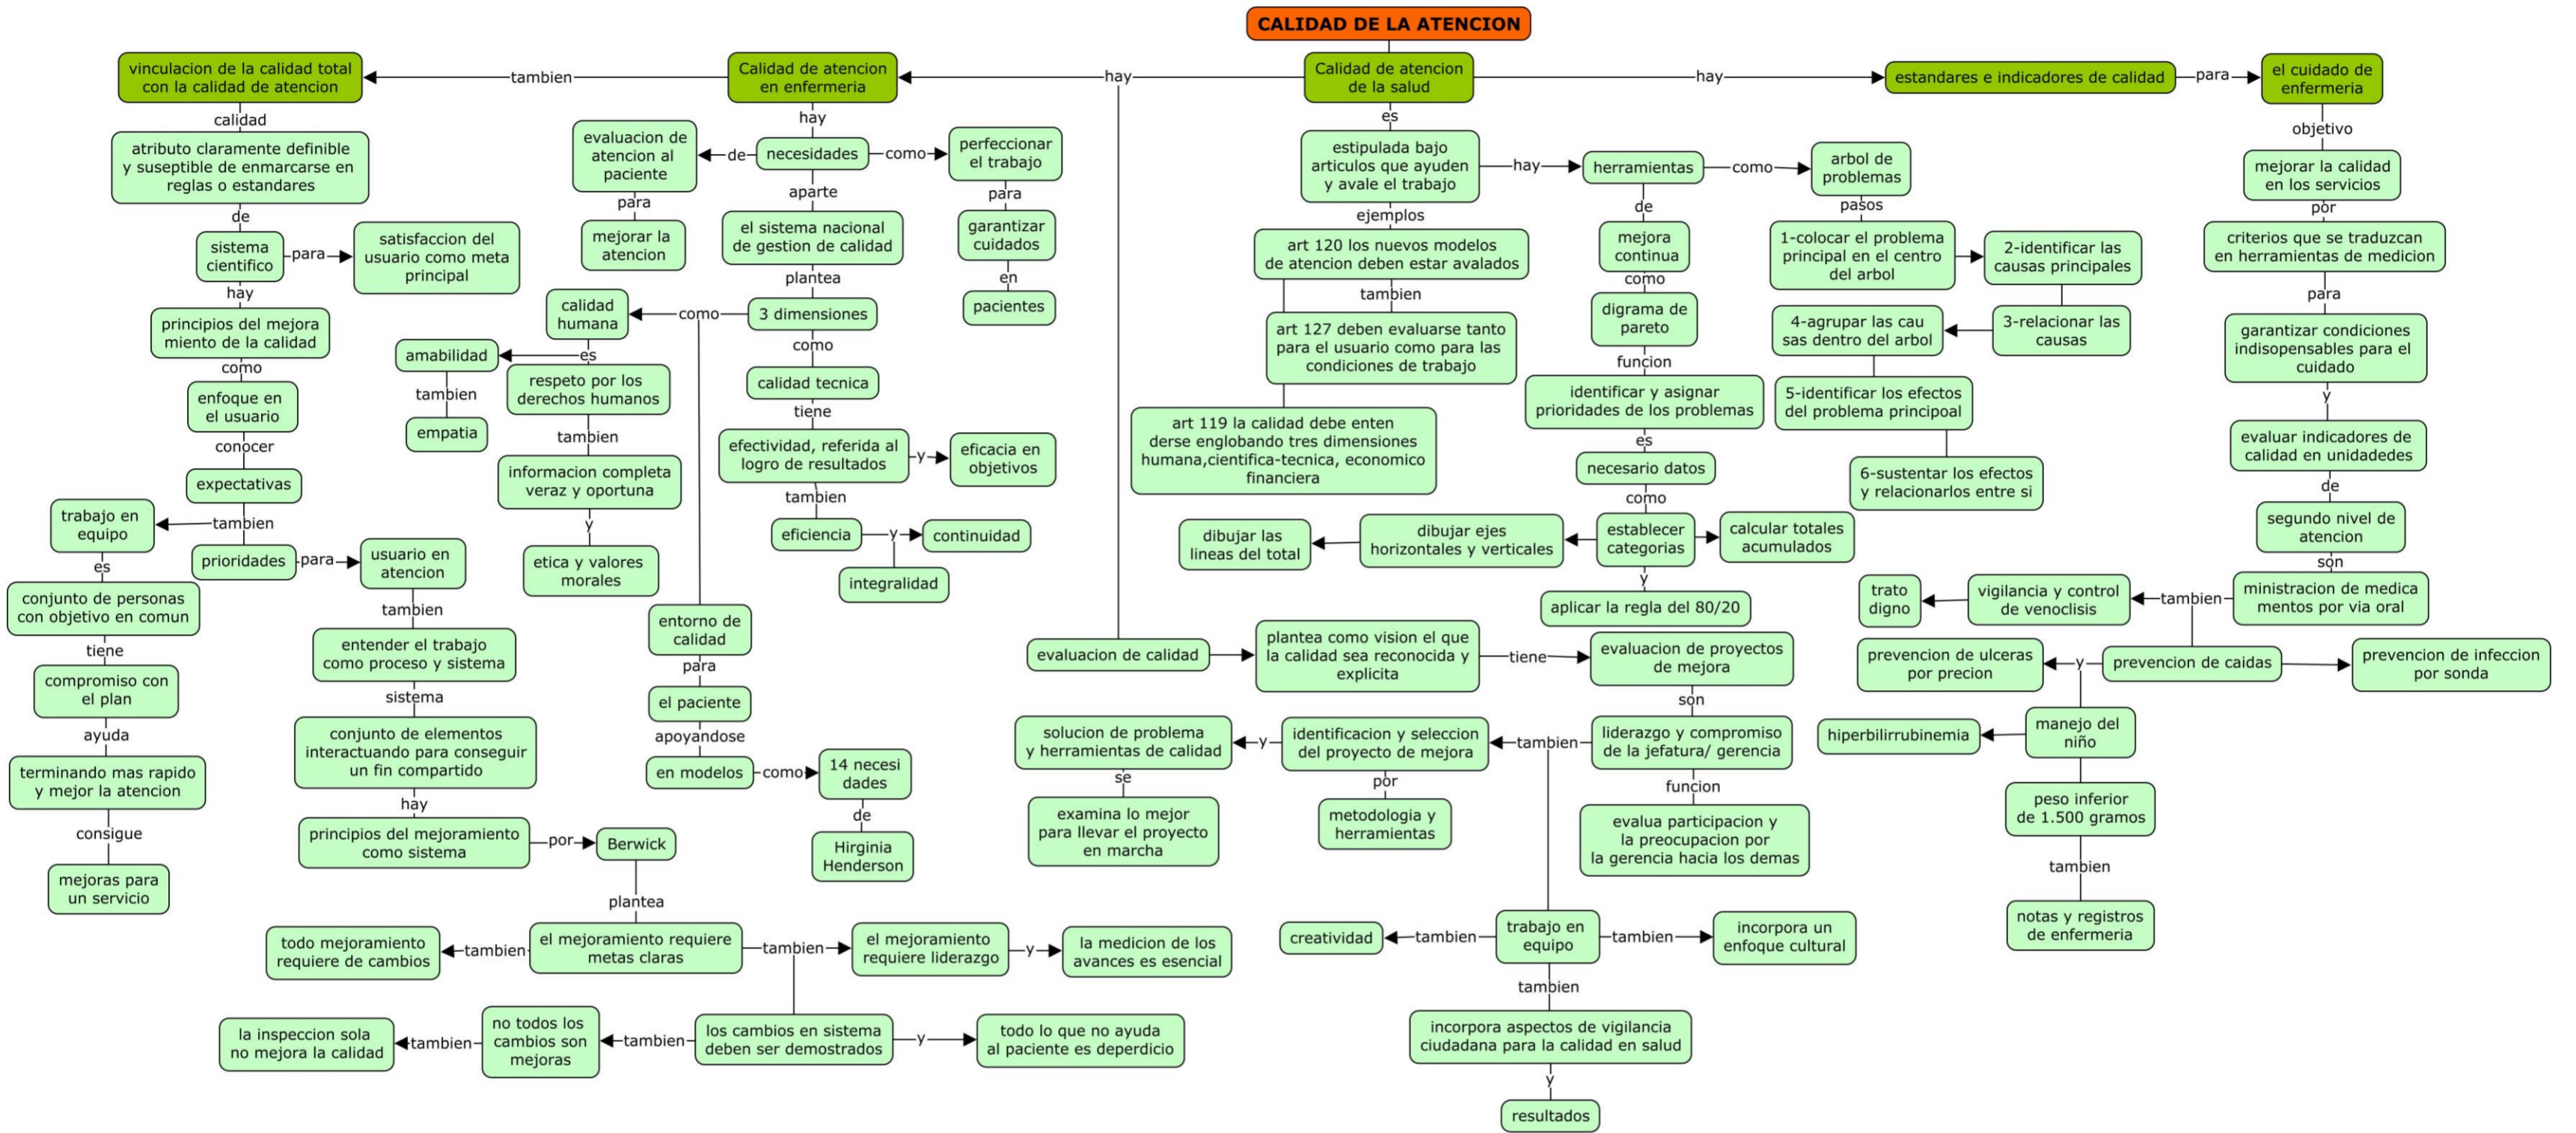 CALIDAD DE LA ATENCION
vinculacion de la calidad total
con la calidad de atencion
tambien
Calidad de atencion
en enfermeria
hay
Calidad de atencion
de la salud
hay
estandares e indicadores de calidad
para
el cuidado de
enfermeria
calidad
atributo claramente definible
y suseptible de enmarcarse en
reglas o estandares
de
sistema
cientifico
para
satisfaccion del
usuario como meta
principal
hay
principios del mejora
miento de la calidad
como
enfoque en
el usuario
conocer
expectativas
tambien
trabajo en
equipo
es
conjunto de personas
con objetivo en comun
tiene
compromiso con
el plan
ayuda
terminando mas rapido
y mejor la atencion
consigue
mejoras para
un servicio
prioridades
para
usuario en
atencion
tambien
entender el trabajo
como proceso y sistema
sistema
conjunto de elementos
interactuando para conseguir
un fin compartido
hay
principios del mejoramiento
como sistema
por
Berwick
plantea
el mejoramiento requiere
metas claras
tambien
todo mejoramiento
requiere de cambios
tambien
el mejoramiento
requiere liderazgo
y
la medicion de los
avances es esencial
los cambios en sistema
deben ser demostrados
tambien
no todos los
cambios son
mejoras
tambien
la inspeccion sola
no mejora la calidad
y
todo lo que no ayuda
al paciente es deperdicio
hay
necesidades
de
evaluacion de
atencion al
paciente
para
mejorar la
atencion
como
perfeccionar
el trabajo
para
garantizar
cuidados
en
pacientes
aparte
el sistema nacional
de gestion de calidad
plantea
3 dimensiones
como
calidad
humana
es
amabilidad
tambien
empatia
respeto por los
derechos humanos
tambien
informacion completa
veraz y oportuna
y
etica y valores
morales
como
calidad tecnica
tiene
efectividad, referida al
logro de resultados
y
eficacia en
objetivos
tambien
eficiencia
y
continuidad
integralidad
entorno de
calidad
para
el paciente
apoyandose
en modelos
como
14 necesi
dades
de
Hirginia
Henderson
es
estipulada bajo
articulos que ayuden
y avale el trabajo
ejemplos
art 120 los nuevos modelos
de atencion deben estar avalados
tambien
art 127 deben evaluarse tanto
para el usuario como para las
condiciones de trabajo
art 119 la calidad debe enten
derse englobando tres dimensiones
humana,cientifica-tecnica, economico
financiera
hay
herramientas
como
arbol de
problemas
pasos
1-colocar el problema
principal en el centro
del arbol
2-identificar las
causas principales
3-relacionar las
causas
4-agrupar las cau
sas dentro del arbol
5-identificar los efectos
del problema principoal
6-sustentar los efectos
y relacionarlos entre si
de
mejora
continua
como
digrama de
pareto
funcion
identificar y asignar
prioridades de los problemas
es
necesario datos
como
establecer
categorias
dibujar ejes
horizontales y verticales
dibujar las
lineas del total
calcular totales
acumulados
y
aplicar la regla del 80/20
evaluacion de calidad
plantea como vision el que
la calidad sea reconocida y
explicita
tiene
evaluacion de proyectos
de mejora
son
liderazgo y compromiso
de la jefatura/ gerencia
tambien
identificacion y seleccion
del proyecto de mejora
y
solucion de problema
y herramientas de calidad
se
examina lo mejor
para llevar el proyecto
en marcha
por
metodologia y
herramientas
funcion
evalua participacion y
la preocupacion por
la gerencia hacia los demas
trabajo en
equipo
tambien
creatividad
tambien
incorpora un
enfoque cultural
tambien
incorpora aspectos de vigilancia
ciudadana para la calidad en salud
y
resultados
objetivo
mejorar la calidad
en los servicios
por
criterios que se traduzcan
en herramientas de medicion
para
garantizar condiciones
indisopensables para el
cuidado
y
evaluar indicadores de
calidad en unidadedes
de
segundo nivel de
atencion
son
ministracion de medica
mentos por via oral
tambien
vigilancia y control
de venoclisis
trato
digno
prevencion de caidas
y
prevencion de ulceras
por precion
prevencion de infeccion
por sonda
manejo del
niño
hiperbilirrubinemia
peso inferior
de 1.500 gramos
tambien
notas y registros
de enfermeria